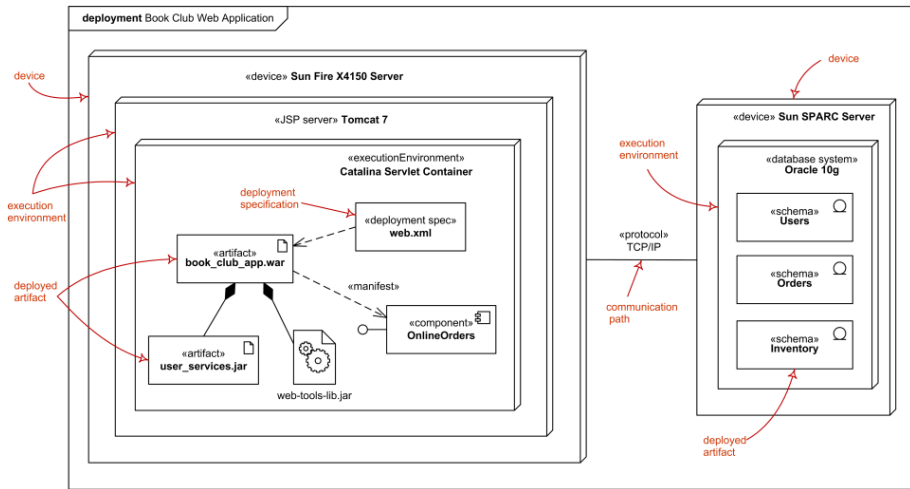 deployment Book Club Web Application
device
«device» Sun Fire X4150 Server
device
«JSP server» Tomcat 7
«device» Sun SPARC Server
execution
environment
«executionEnvironment»
Catalina Servlet Container
execution
environment
«database system»
Oracle 10g
deployment
specification
«deployment spec»
web.xml
«schema»
Users
«protocol»
TCP/IP
«artifact»
book_club_app.war
«schema»
Orders
deployed
artifact
«manifest»
communication
path
«component»
OnlineOrders
«schema»
Inventory
«artifact»
user_services.jar
web-tools-lib.jar
deployed
artifact